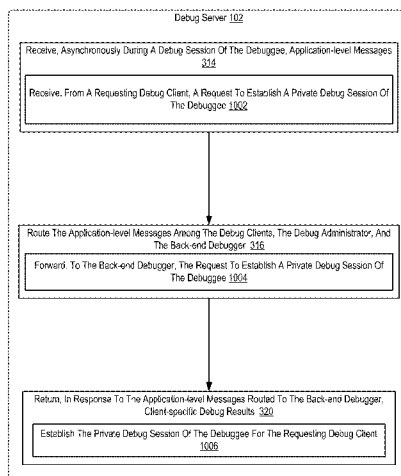 Debug Server 102
Receive, Asynchronously During A Debug Session Of The Debuggee, Application-level Messages
314
Receive, From A Requesting Debug Client, A Request To Establish A Private Debug Session Of
The Debuggee 1002
Route The Application-level Messages Among The Debug Clients, The Debug Administrator, And
The Back-end Debugger 316
Forward, To The Back-end Debugger, The Request To Establish A Private Debug Session Of
The Debuggee 1004
Return, In Response To The Application-level Messages Routed To The Back-end Debugger,
Client-specific Debug Results 320
Establish The Private Debug Session Of The Debuggee For The Requesting Debug Client
1006